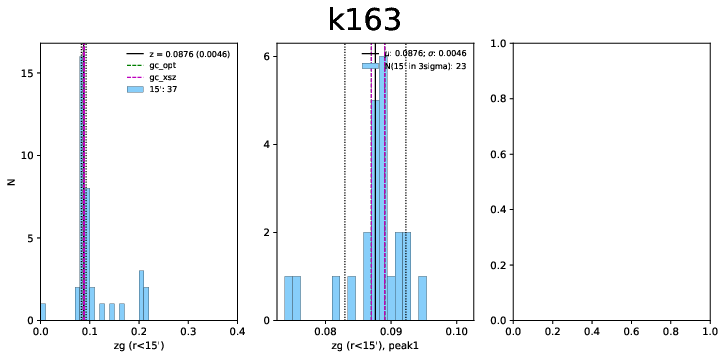 k163
z = 0.0876 (0.0046)
gc_opt
gc_xsz
15': 37
N
15
10
5
0
0.0 0.1 0.2 0.3 0.4
zg (r<15')
μ: 0.0876; σ: 0.0046
N(15' in 3sigma): 23
6
4
2
0
0.08 0.09 0.10
zg (r<15'), peak1
1.0
0.8
0.6
0.4
0.2
0.0
0.0 0.2 0.4 0.6 0.8 1.0